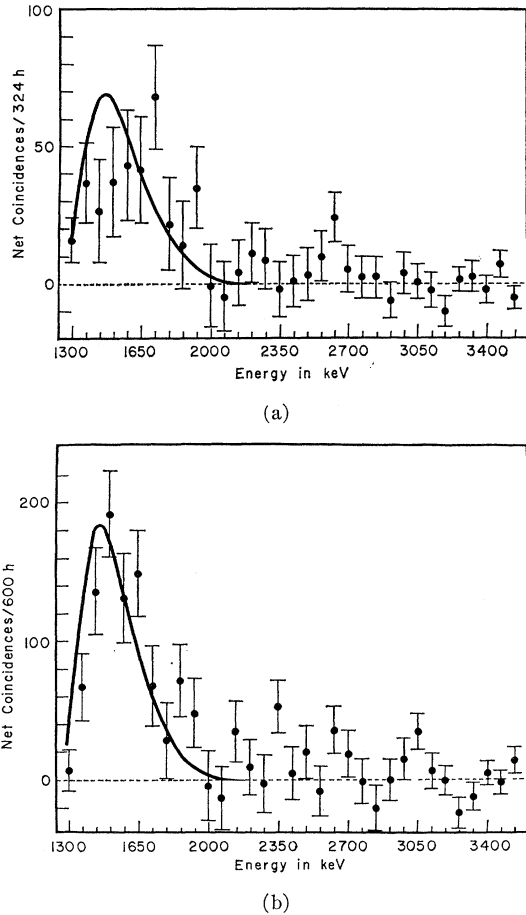 100
50
0
Net Coincidences/324 h
1300 1650 2000 2350 2700 3050 3400
Energy in keV
(a)
200
100
0
Net Coincidences/600 h
1300 1650 2000 2350 2700 3050 3400
Energy in keV
(b)